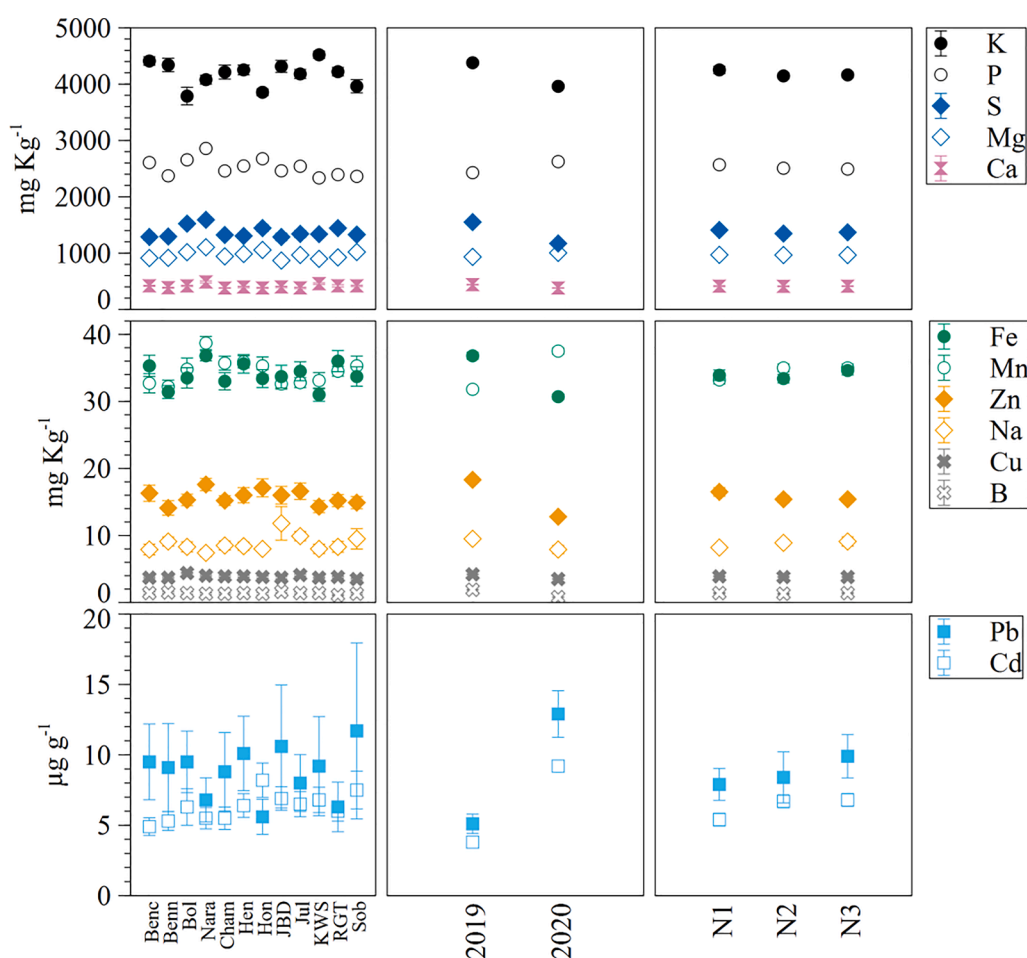 5000
4000
3000
2000
1000
0
mg Kg-1
K
P
S
Mg
Ca
40
30
20
10
0
mg Kg-1
Fe
Mn
Zn
Na
Cu
B
20
15
10
5
0
µg g-1
Pb
Cd
Benc
Benn
Bol
Nara
Cham
Hen
Hon
JBD
Jul
KWS
RGT
Sob
2019
2020
N1
N2
N3